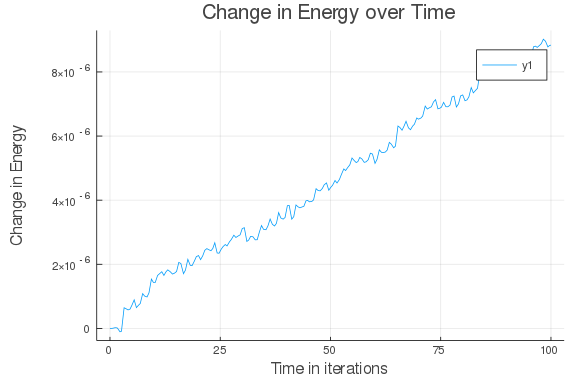 Change in Energy over Time
Change in Energy
8×10 -6
6×10 -6
4×10 -6
2×10 -6
0
y1
0 25 50 75 100
Time in iterations